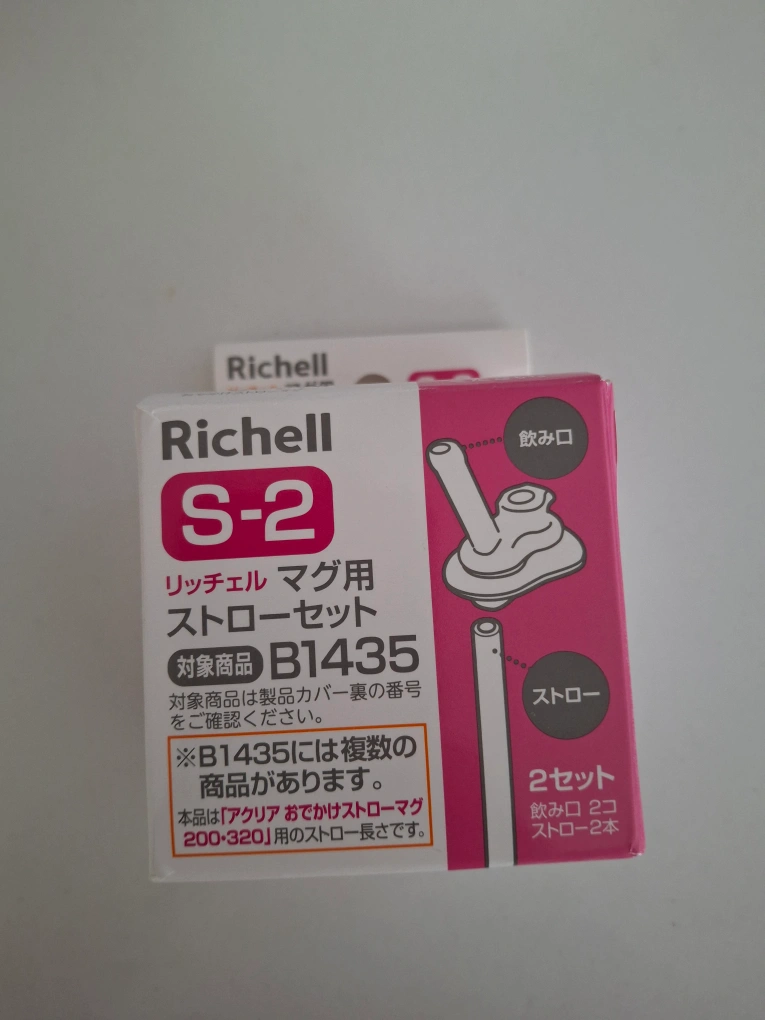 Richell
Richell
S-2
リッチェル マグ用
ストローセット
対象商品 B1435
対象商品は製品カバー裏の番号
をご確認ください。
※B1435には複数の
商品があります。
本品は「アクリア おでかけストローマグ
200・320」用のストロー長さです。
飲み口
ストロー
2セット
飲み口 2コ
ストロー2本